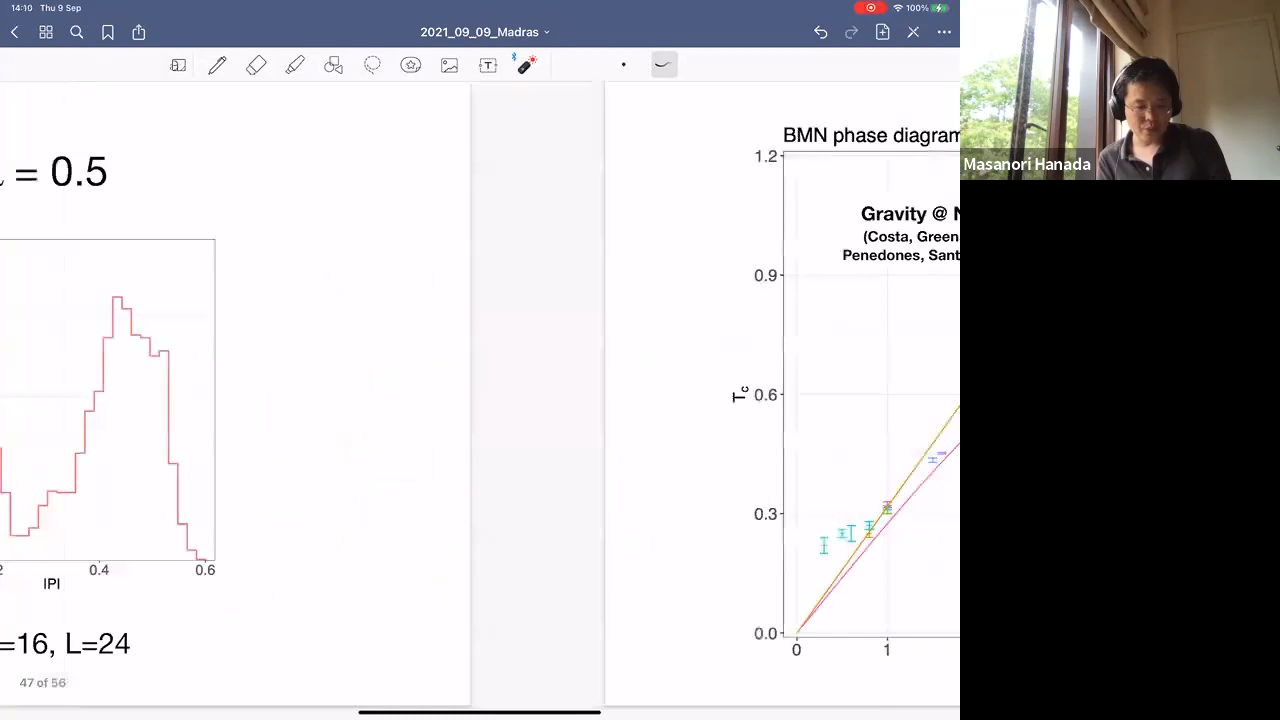 14:10 Thu 9 Sep
100%
2021_09_09_Madras
T
= 0.5
0.4
0.6
IPI
=16, L=24
47 of 56
BMN phase diagram
1.2
Gravity @ N
(Costa, Green
Penedones, Sant
0.9
Tc
0.6
0.3
0.0
0
1
Masanori Hanada